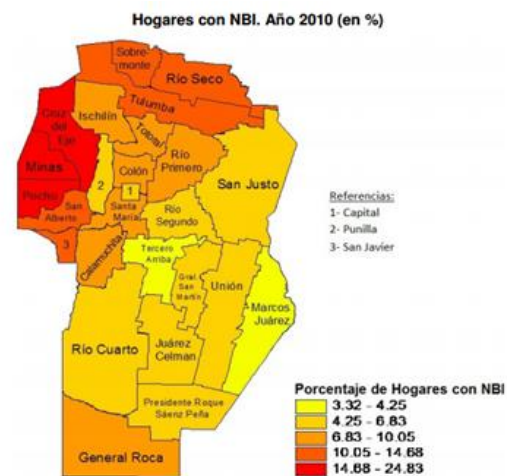 Hogares con NBI. Año 2010 (en %)
Sobre-
monte
Río Seco
Tulumba
Cruz
del
Eje
Ischilín
Totoral
Minas
Río
Primero
Colón
San Justo
2
1
Pocho
San
Alberto
Santa
María
Río
Segundo
3
Calamuchita
Tercero
Arriba
Gral.
San
Martín
Unión
Marcos
Juárez
Río Cuarto
Juárez
Celman
Presidente Roque
Sáenz Peña
General Roca
Referencias:
1- Capital
2- Punilla
3- San Javier
Porcentaje de Hogares con NBI
3.32 - 4.25
4.25 - 6.83
6.83 - 10.05
10.05 - 14.68
14.68 - 24.83